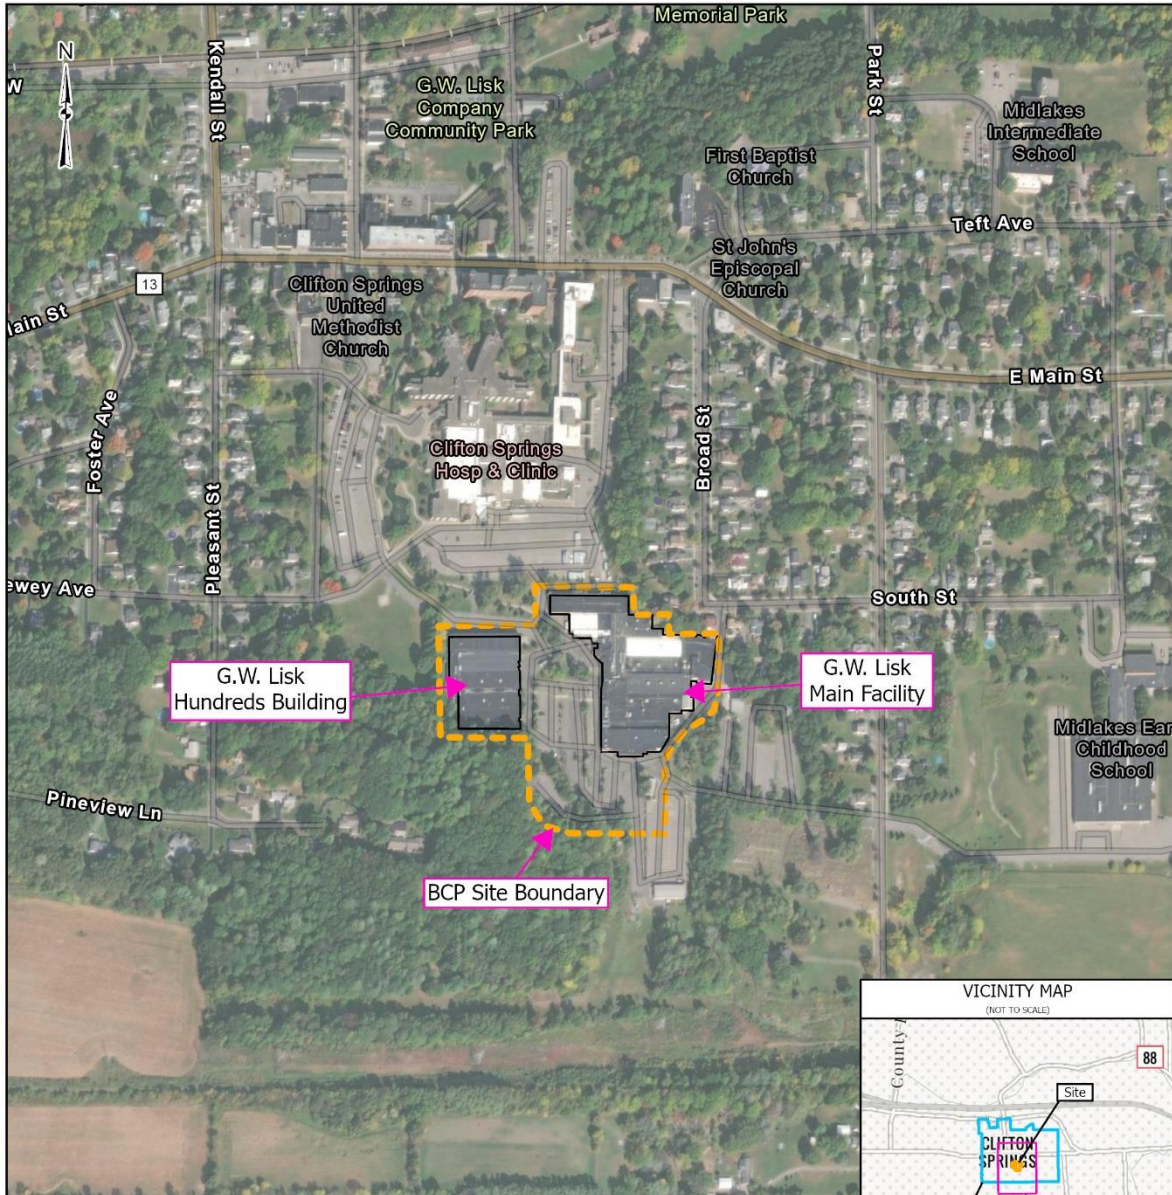 Memorial Park
N
W
Kendall St
G.W. Lisk
Company
Community Park
Park St
Midlakes
Intermediate
School
First Baptist
Church
Teft Ave
St John's
Episcopal
Church
13
Clifton Springs
United
Methodist
Church
Main St
E Main St
Foster Ave
Pleasant St
Clifton Springs
Hosp & Clinic
Broad St
ewey Ave
South St
G.W. Lisk
Hundreds Building
G.W. Lisk
Main Facility
Midlakes Ear
Childhood
School
Pineview Ln
BCP Site Boundary
VICINITY MAP
(NOT TO SCALE)
County
88
Site
CLIFTON
SPRINGS